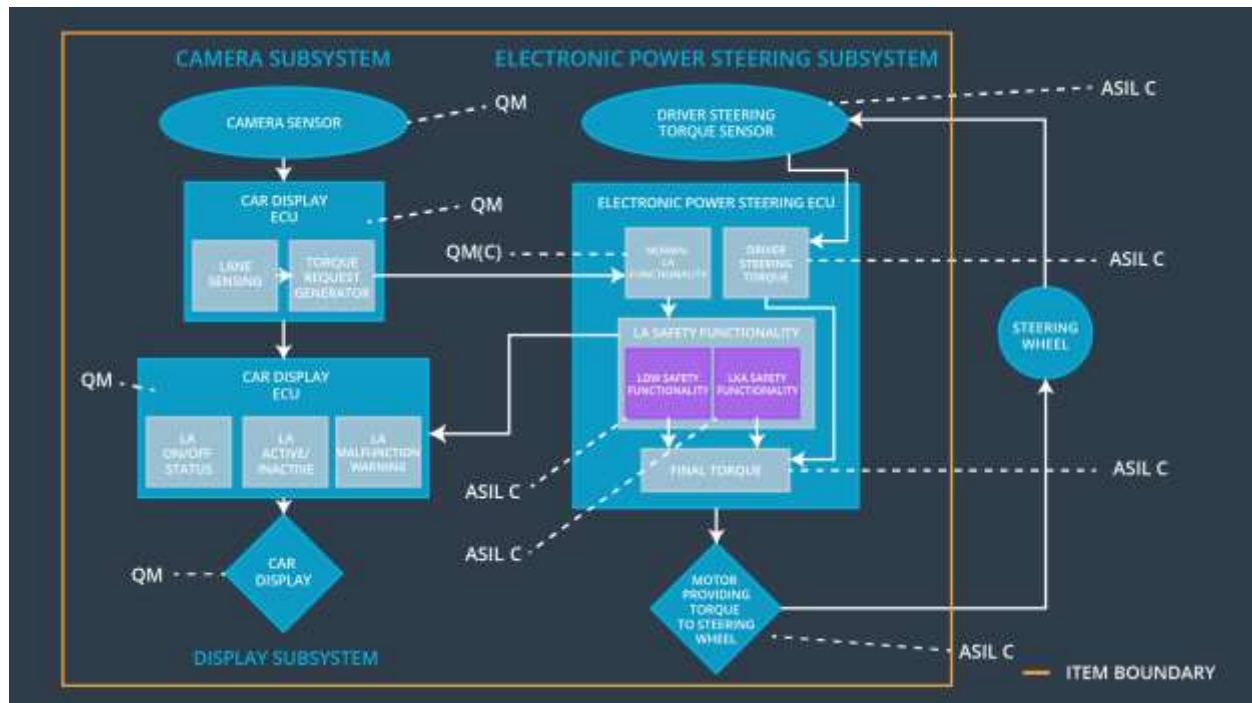 CAMERA SUBSYSTEM
ELECTRONIC POWER STEERING SUBSYSTEM
CAMERA SENSOR
QM
DRIVER STEERING
TORQUE SENSOR
ASIL C
CAR DISPLAY
ECU
LANE
SENSING
TORQUE
REQUEST
GENERATOR
QM
QM(C)
ELECTRONIC POWER STEERING ECU
LA
FUNCTIONALITY
DRIVER
STEERING
TORQUE
ASIL C
STEERING
WHEEL
LA SAFETY FUNCTIONALITY
LDW SAFETY
FUNCTIONALITY
LKA SAFETY
FUNCTIONALITY
QM
CAR DISPLAY
ECU
LA
ON/OFF
STATUS
LA
ACTIVE/
INACTIVE
LA
MALFUNCTION
WARNING
FINAL TORQUE
ASIL C
ASIL C
ASIL C
QM
CAR
DISPLAY
MOTOR
PROVIDING
TORQUE
TO STEERING
WHEEL
ASIL C
DISPLAY SUBSYSTEM
ITEM BOUNDARY